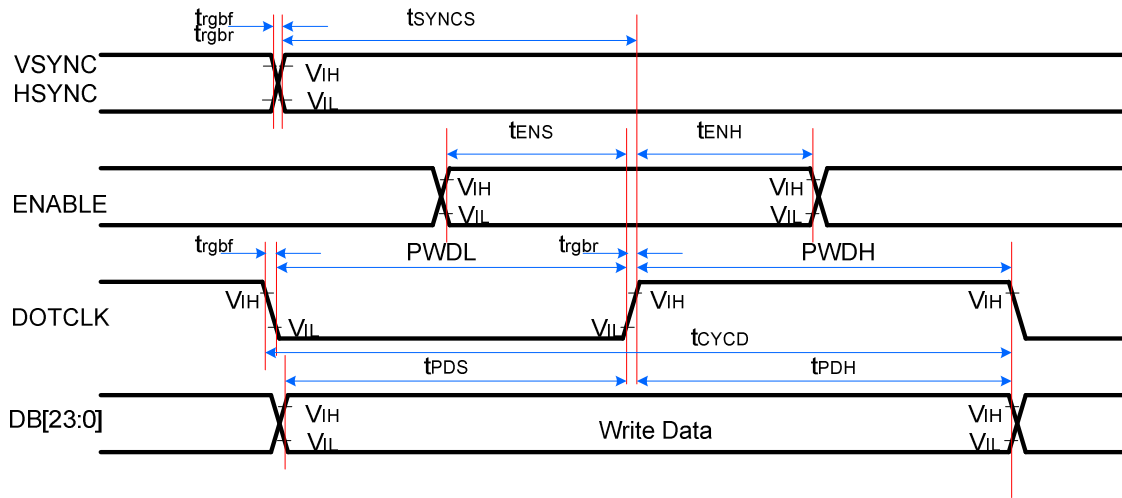 trgbf
trgbr
tSYNCS
VSYNC
HSYNC
VIH
VIL
tENS
tENH
ENABLE
VIH
VIL
VIH
VIL
trgbf
PWDL
trgbr
PWDH
DOTCLK
VIH
VIL
VIL
VIH
VIH
tCYCD
tPDS
tPDH
DB[23:0]
VIH
VIL
Write Data
VIH
VIL